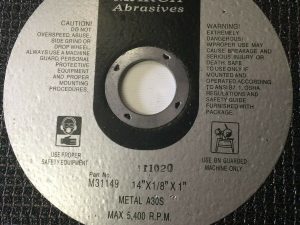 Abrasives
CAUTION!
DO NOT
OVERSPEED, ABUSE,
SIDE GRIND OR
DROP WHEEL.
ALWAYS USE A MACHINE
GUARD, PERSONAL
PROTECTIVE
EQUIPMENT
AND PROPER
MOUNTING
PROCEDURES.
WARNING!
EXTREMELY
DANGEROUS!
IMPROPER USE MAY
CAUSE BREAKAGE AND
SERIOUS INJURY OR
DEATH. SAFE
TO USE ONLY IF
MOUNTED AND
OPERATED ACCORDING
TO ANSI B7.1, OSHA
REGULATIONS AND
SAFETY GUIDE
FURNISHED WITH
PACKAGE.
USE PROPER
SAFETY EQUIPMENT
USE ON GUARDED
MACHINE ONLY
11020
Part No.
M31149 14"X1/8"X1"
METAL A30S
MAX 5,400 R.P.M.